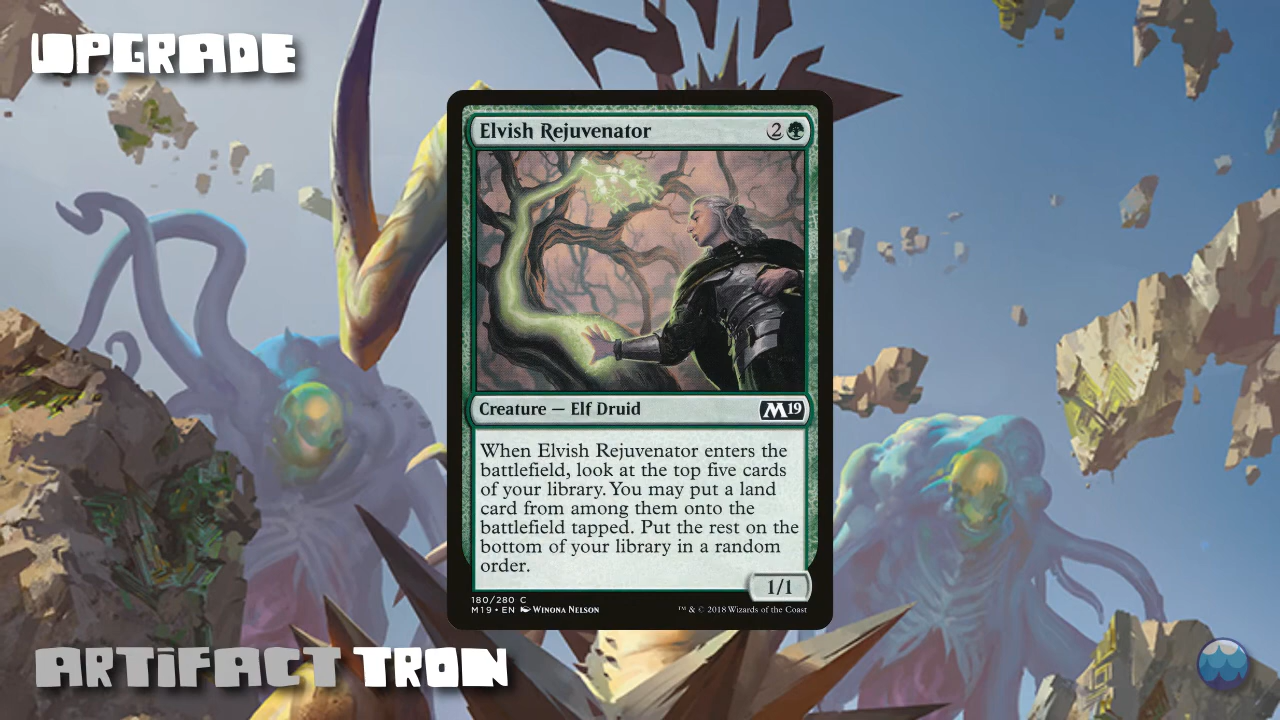 UPGRADE
Elvish Rejuvenator 2
Creature — Elf Druid M19
When Elvish Rejuvenator enters the
battlefield, look at the top five cards
of your library. You may put a land
card from among them onto the
battlefield tapped. Put the rest on the
bottom of your library in a random
order.
1/1
180/280 C
M19 • EN Winona Nelson ™ & © 2018 Wizards of the Coast
ARTiFACT TRON